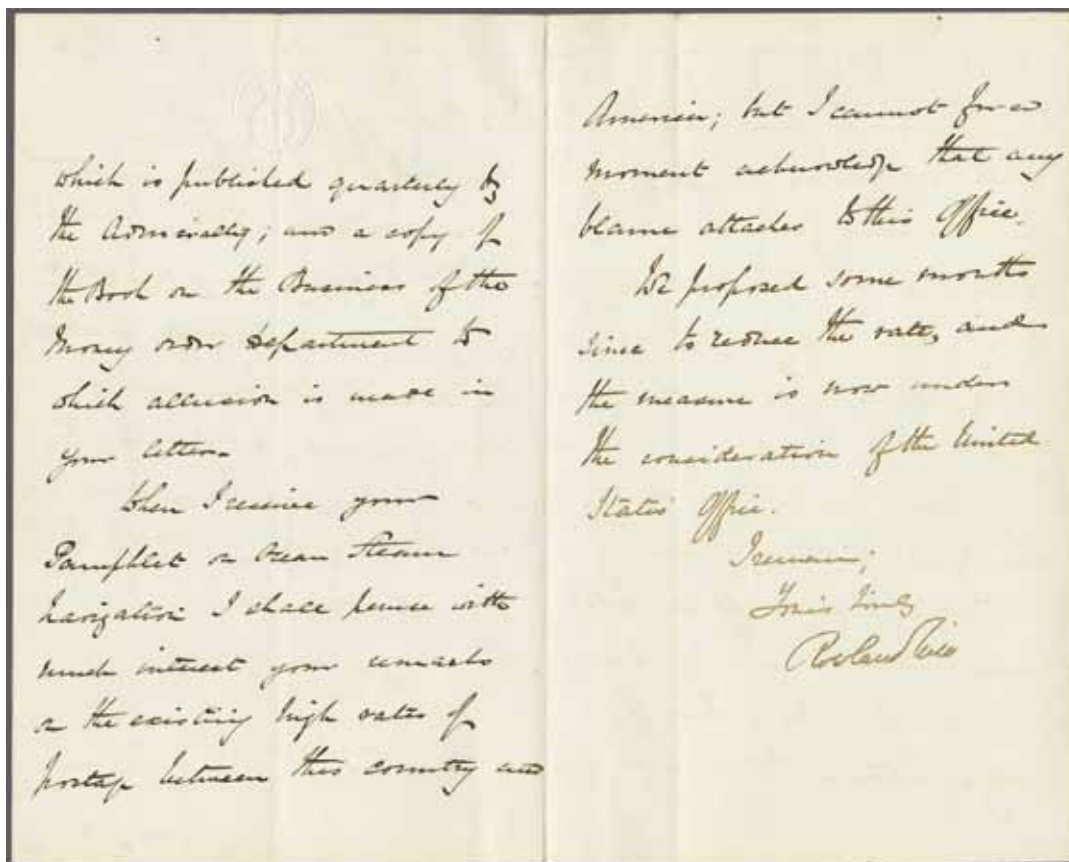 which is published quarterly by
the Admiralty; and a copy of
the Book on the Business of the
Money order Department to
which allusion is made in
your letter.
When I receive your
Pamphlet on Ocean Steam
Navigation I shall peruse with
much interest your remarks
on the existing high rates of
postage between this country and
America; but I cannot for a
moment acknowledge that any
blame attaches to this Office.
We proposed some months
since to reduce the rate, and
the measure is now under
the consideration of the United
States' Office.
I remain;
Yours truly
Rowland Hill